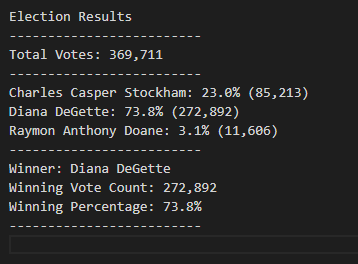 Election Results
-------------------------
Total Votes: 369,711
-------------------------
Charles Casper Stockham: 23.0% (85,213)
Diana DeGette: 73.8% (272,892)
Raymon Anthony Doane: 3.1% (11,606)
-------------------------
Winner: Diana DeGette
Winning Vote Count: 272,892
Winning Percentage: 73.8%
-------------------------